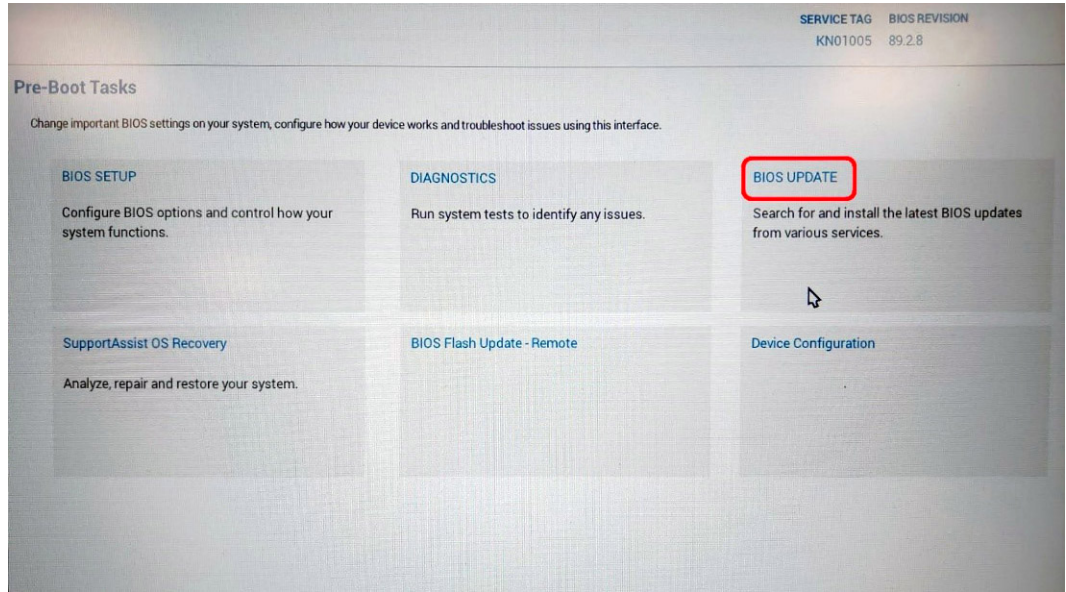 SERVICE TAG BIOS REVISION
KN01005 89.2.8
Pre-Boot Tasks
Change important BIOS settings on your system, configure how your device works and troubleshoot issues using this interface.
BIOS SETUP
Configure BIOS options and control how your
system functions.
DIAGNOSTICS
Run system tests to identify any issues.
BIOS UPDATE
Search for and install the latest BIOS updates
from various services.
SupportAssist OS Recovery
Analyze, repair and restore your system.
BIOS Flash Update - Remote
Device Configuration